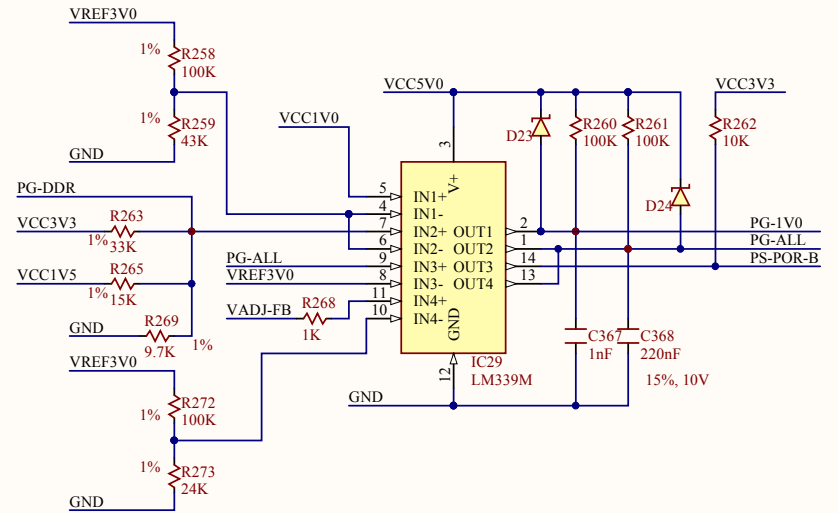 VREF3V0
1%
R258
100K
1%
R259
43K
GND
PG-DDR
VCC3V3
R263
1%
33K
VCC1V5
R265
1%
15K
GND
R269
9.7K
1%
VREF3V0
1%
R272
100K
1%
R273
24K
GND
VCC1V0
PG-ALL
VREF3V0
VADJ-FB
R268
1K
VCC5V0
3
V+
5
IN1+
4
IN1-
7
IN2+
6
IN2-
9
IN3+
8
IN3-
11
IN4+
10
IN4-
OUT1
2
OUT2
1
OUT3
14
OUT4
13
GND
12
IC29
LM339M
GND
D23
R260
100K
R261
100K
D24
VCC3V3
R262
10K
PG-1V0
PG-ALL
PS-POR-B
C367
1nF
C368
220nF
15%, 10V